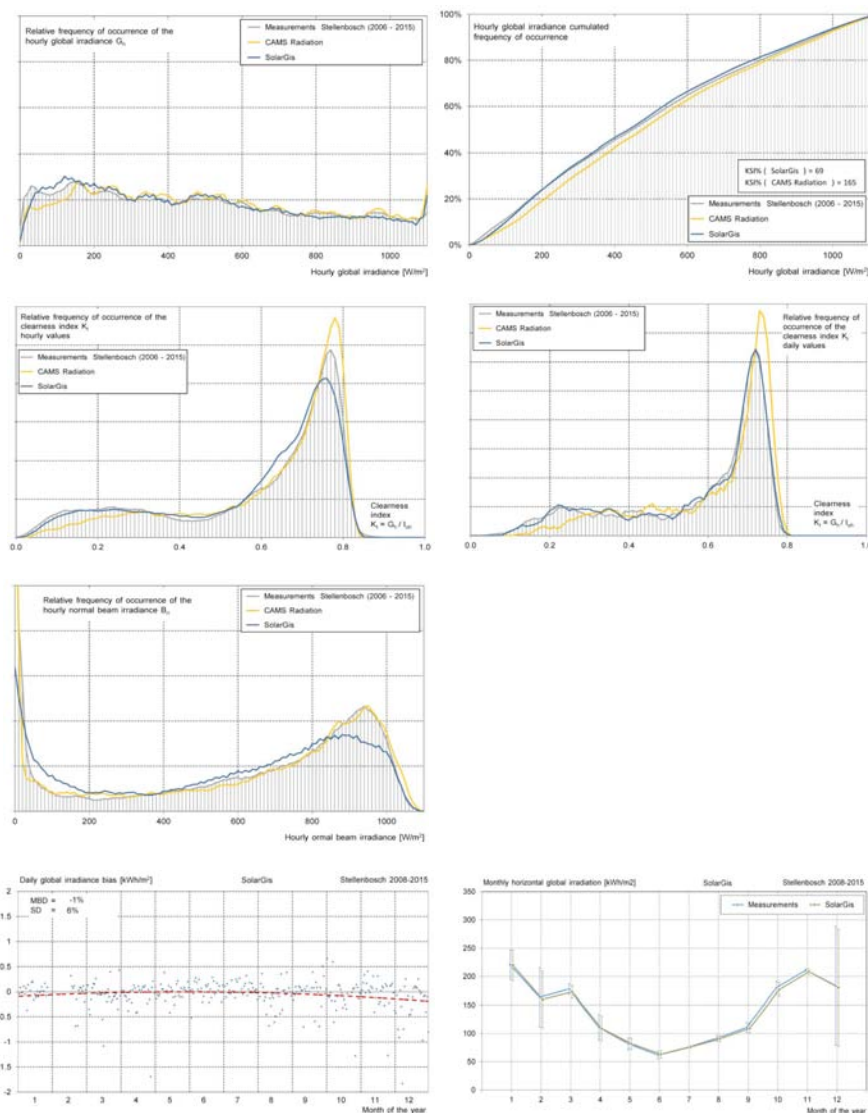 Relative frequency of occurrence of the
hourly global irradiance Gh
Measurements Stellenbosch (2006 - 2015)
CAMS Radiation
SolarGis
0 200 400 600 800 1000
Hourly global irradiance [W/m²]
100%
80%
60%
40%
20%
0%
Hourly global irradiance cumulated
frequency of occurrence
KSI% ( SolarGis ) = 69
KSI% ( CAMS Radiation ) = 165
Measurements Stellenbosch (2006 - 2015)
CAMS Radiation
SolarGis
0 200 400 600 800 1000
Hourly global irradiance [W/m²]
Relative frequency of occurrence of the
clearness index Kt
hourly values
Measurements Stellenbosch (2006 - 2015)
CAMS Radiation
SolarGis
Clearness
index
Kt = Gh / Ioh
0.0 0.2 0.4 0.6 0.8 1.0
Measurements Stellenbosch (2006 - 2015)
CAMS Radiation
SolarGis
Relative frequency of
occurrence of the
clearness index Kt
daily values
Clearness
index
Kt = Gh / Ioh
0.0 0.2 0.4 0.6 0.8 1.0
Relative frequency of occurrence of the
hourly normal beam irradiance Bn
Measurements Stellenbosch (2006 - 2015)
CAMS Radiation
SolarGis
0 200 400 600 800 1000
Hourly ormal beam irradiance [W/m²]
Daily global irradiance bias [kWh/m²] SolarGis Stellenbosch 2008-2015
MBD = -1%
SD = 6%
2
1.5
1
0.5
0
-0.5
-1
-1.5
-2
1 2 3 4 5 6 7 8 9 10 11 12
Month of the year
Monthly horizontal global irradiation [kWh/m2] SolarGis Stellenbosch 2008-2015
Measurements SolarGis
350
300
250
200
150
100
50
0
1 2 3 4 5 6 7 8 9 10 11 12
Month of the year